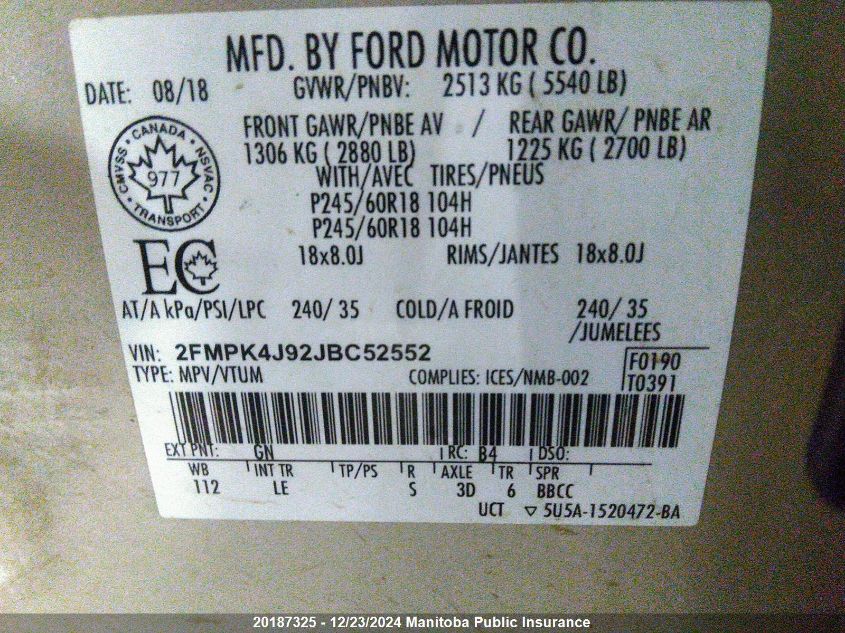 MFD. BY FORD MOTOR CO.
DATE: 08/18 GVWR/PNBV: 2513 KG ( 5540 LB)
FRONT GAWR/PNBE AV / REAR GAWR/ PNBE AR
1306 KG ( 2880 LB) 1225 KG ( 2700 LB)
WITH/AVEC TIRES/PNEUS
P245/60R18 104H
P245/60R18 104H
18x8.0J RIMS/JANTES 18x8.0J
CANADA
CMVSS · NSVAC
977
TRANSPORT
EC
AT/A kPa/PSI/LPC 240/ 35 COLD/A FROID 240/ 35
/JUMELEES
VIN: 2FMPK4J92JBC52552
F0190
TYPE: MPV/VTUM COMPLIES: ICES/NMB-002 T0391
EXT PNT: GN RC: B4 DSO:
WB INT TR TP/PS R AXLE TR SPR
112 LE S 3D 6 BBCC
UCT ▽ 5U5A-1520472-BA
20187325 - 12/23/2024 Manitoba Public Insurance